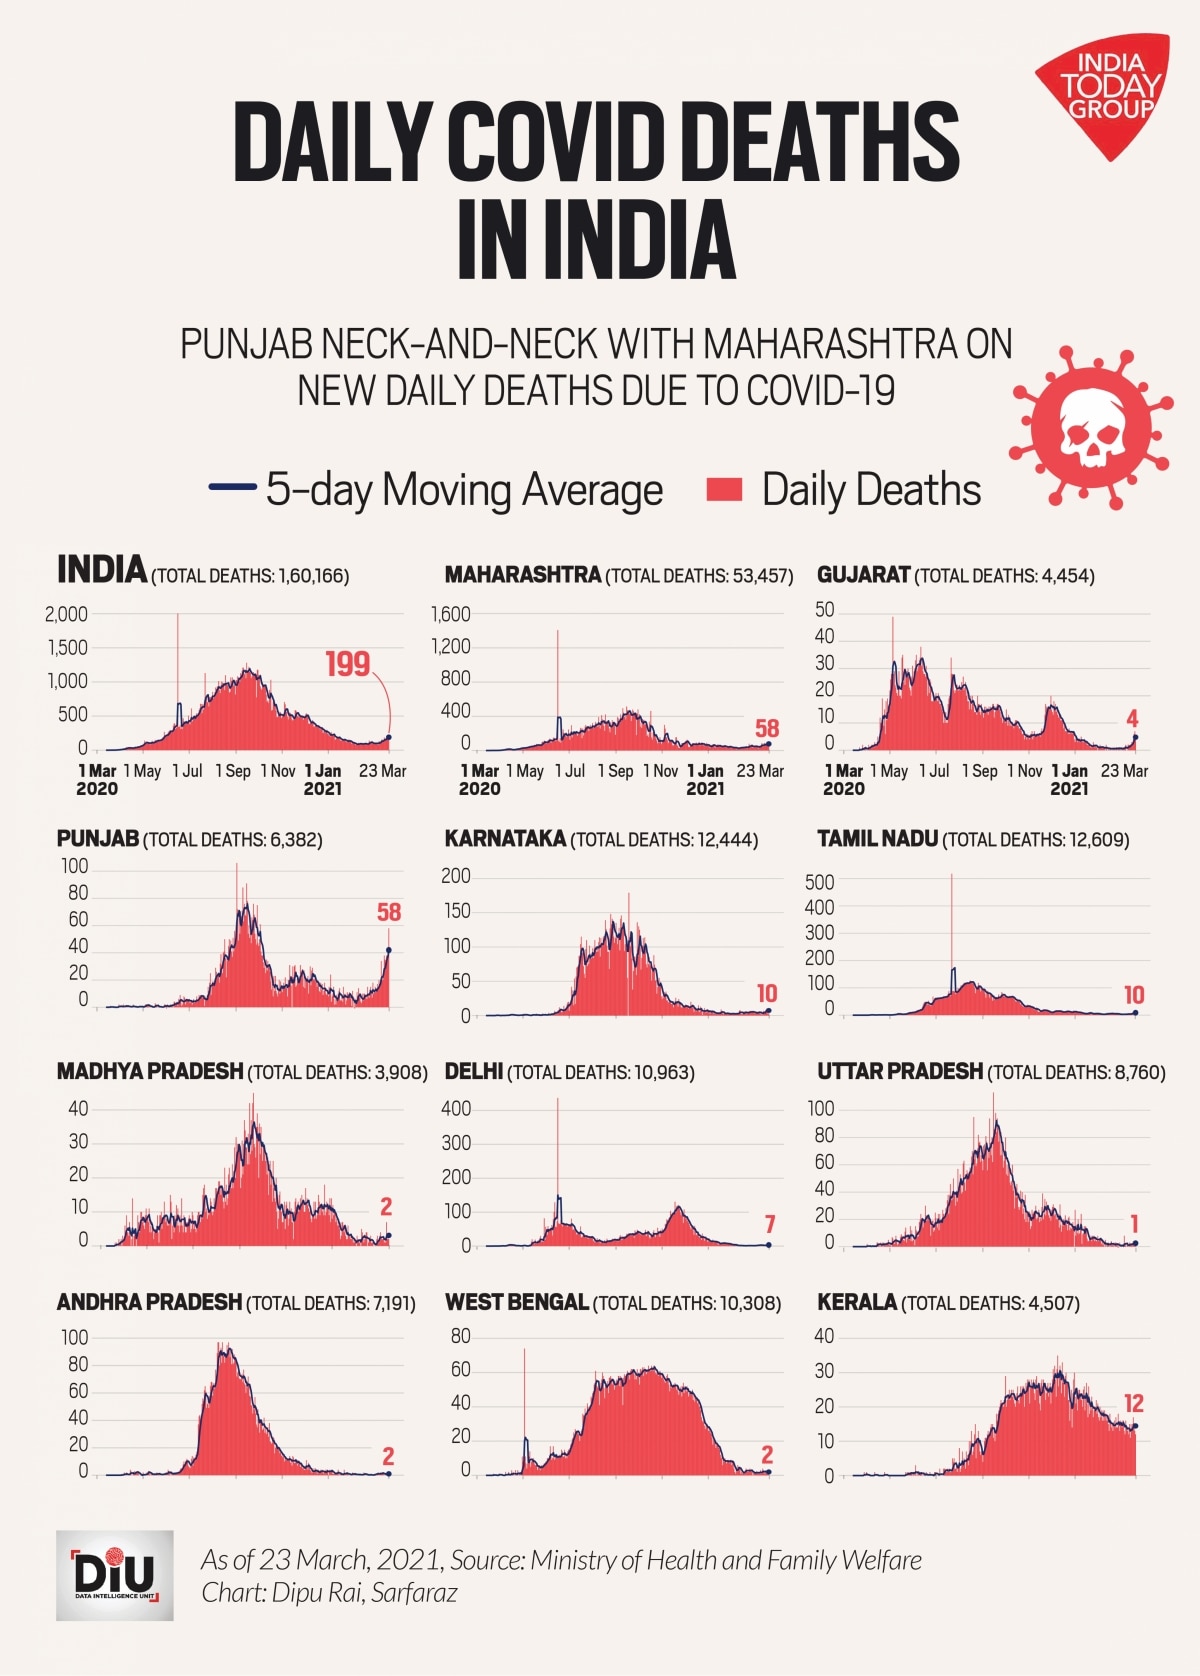 INDIA
TODAY
GROUP
DAILY COVID DEATHS
IN INDIA
PUNJAB NECK-AND-NECK WITH MAHARASHTRA ON
NEW DAILY DEATHS DUE TO COVID-19
5-day Moving Average Daily Deaths
INDIA (TOTAL DEATHS: 1,60,166)
2,000
1,500
1,000
500
0
199
1 Mar 1 May 1 Jul 1 Sep 1 Nov 1 Jan 23 Mar
2020 2021
MAHARASHTRA (TOTAL DEATHS: 53,457)
1,600
1,200
800
400
0
58
1 Mar 1 May 1 Jul 1 Sep 1 Nov 1 Jan 23 Mar
2020 2021
GUJARAT (TOTAL DEATHS: 4,454)
50
40
30
20
10
0
4
1 Mar 1 May 1 Jul 1 Sep 1 Nov 1 Jan 23 Mar
2020 2021
PUNJAB (TOTAL DEATHS: 6,382)
100
80
60
40
20
0
58
KARNATAKA (TOTAL DEATHS: 12,444)
200
150
100
50
0
10
TAMIL NADU (TOTAL DEATHS: 12,609)
500
400
300
200
100
0
10
MADHYA PRADESH (TOTAL DEATHS: 3,908)
40
30
20
10
0
2
DELHI (TOTAL DEATHS: 10,963)
400
300
200
100
0
7
UTTAR PRADESH (TOTAL DEATHS: 8,760)
100
80
60
40
20
0
1
ANDHRA PRADESH (TOTAL DEATHS: 7,191)
100
80
60
40
20
0
2
WEST BENGAL (TOTAL DEATHS: 10,308)
80
60
40
20
0
2
KERALA (TOTAL DEATHS: 4,507)
40
30
20
10
0
12
DIU
DATA INTELLIGENCE UNIT
As of 23 March, 2021, Source: Ministry of Health and Family Welfare
Chart: Dipu Rai, Sarfaraz